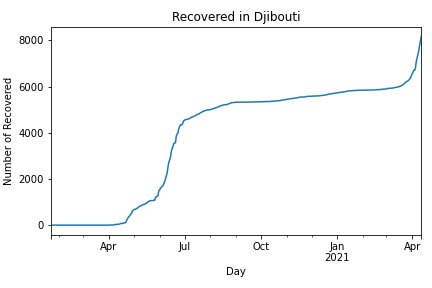 Recovered in Djibouti
Number of Recovered
8000
6000
4000
2000
0
Apr
Jul
Oct
Jan
2021
Apr
Day